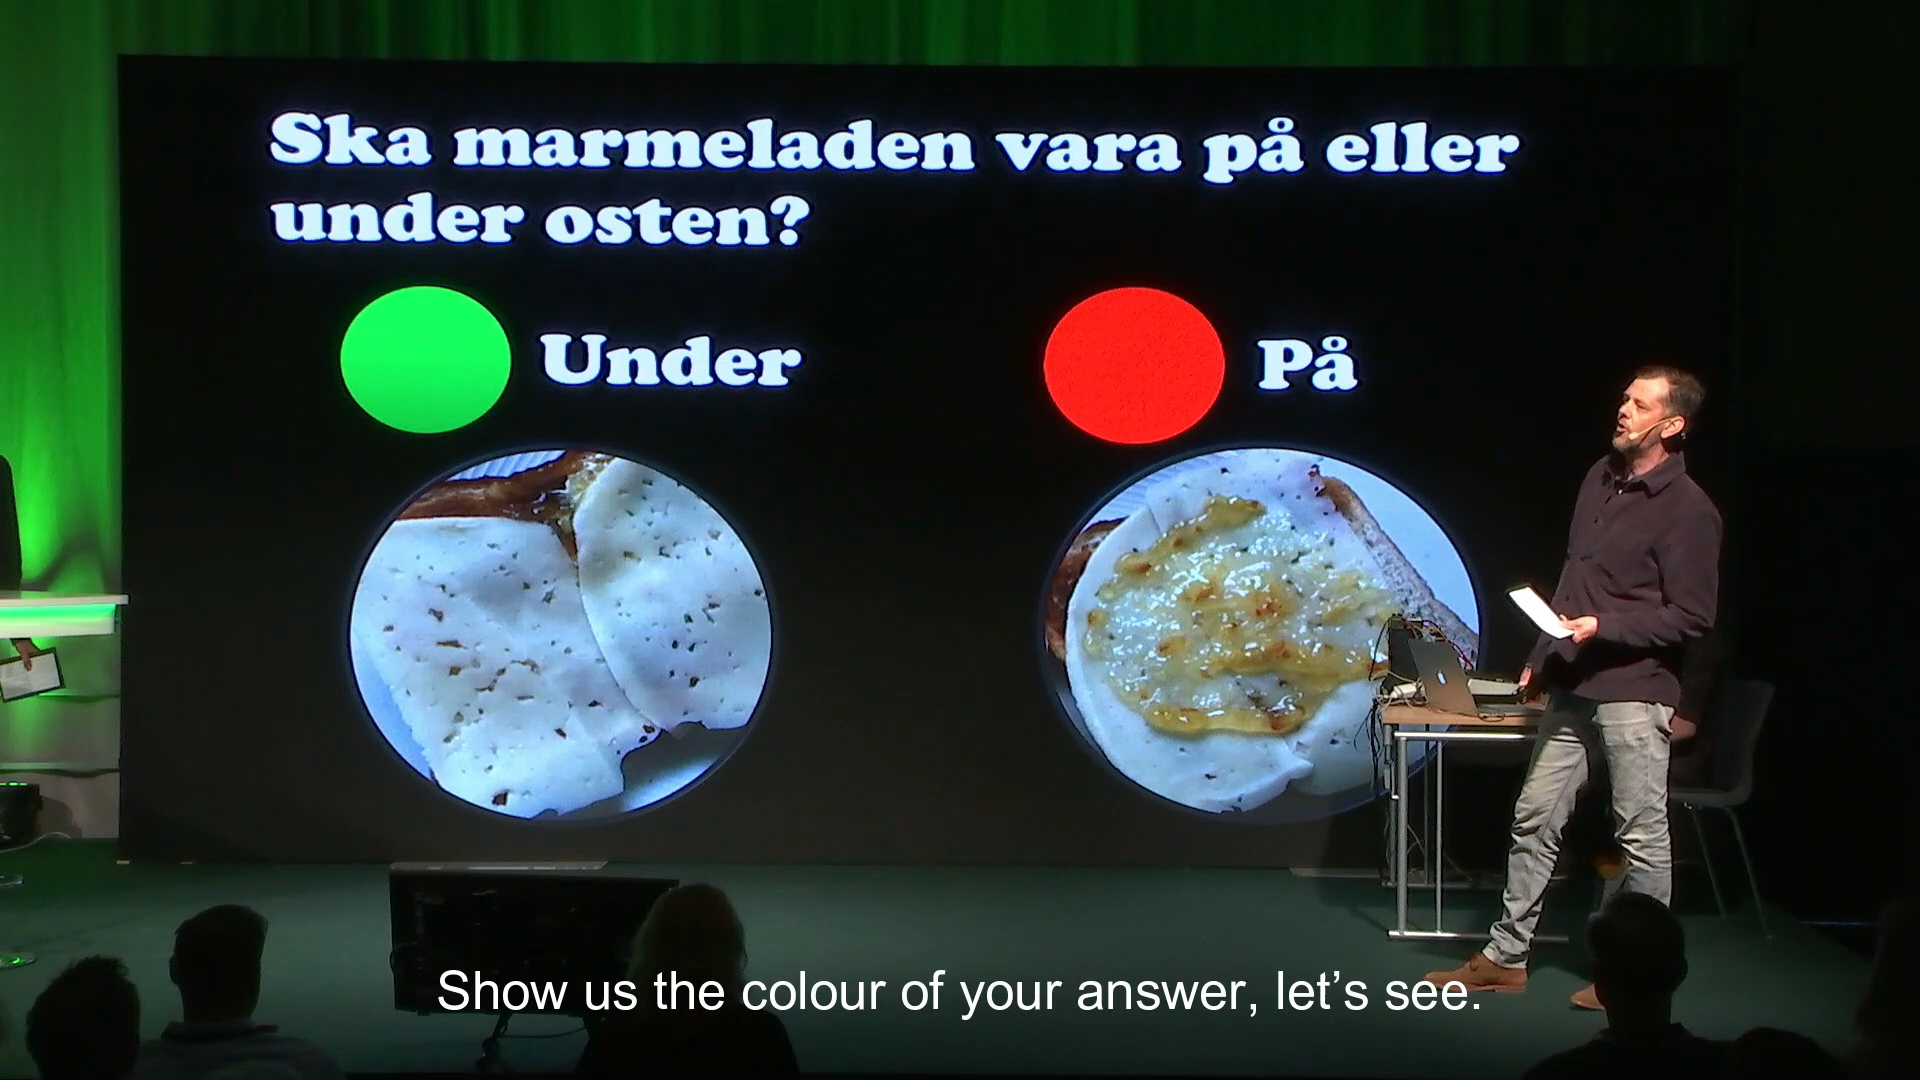 Ska marmeladen vara på eller
under osten?
Under
På
Show us the colour of your answer, let's see.